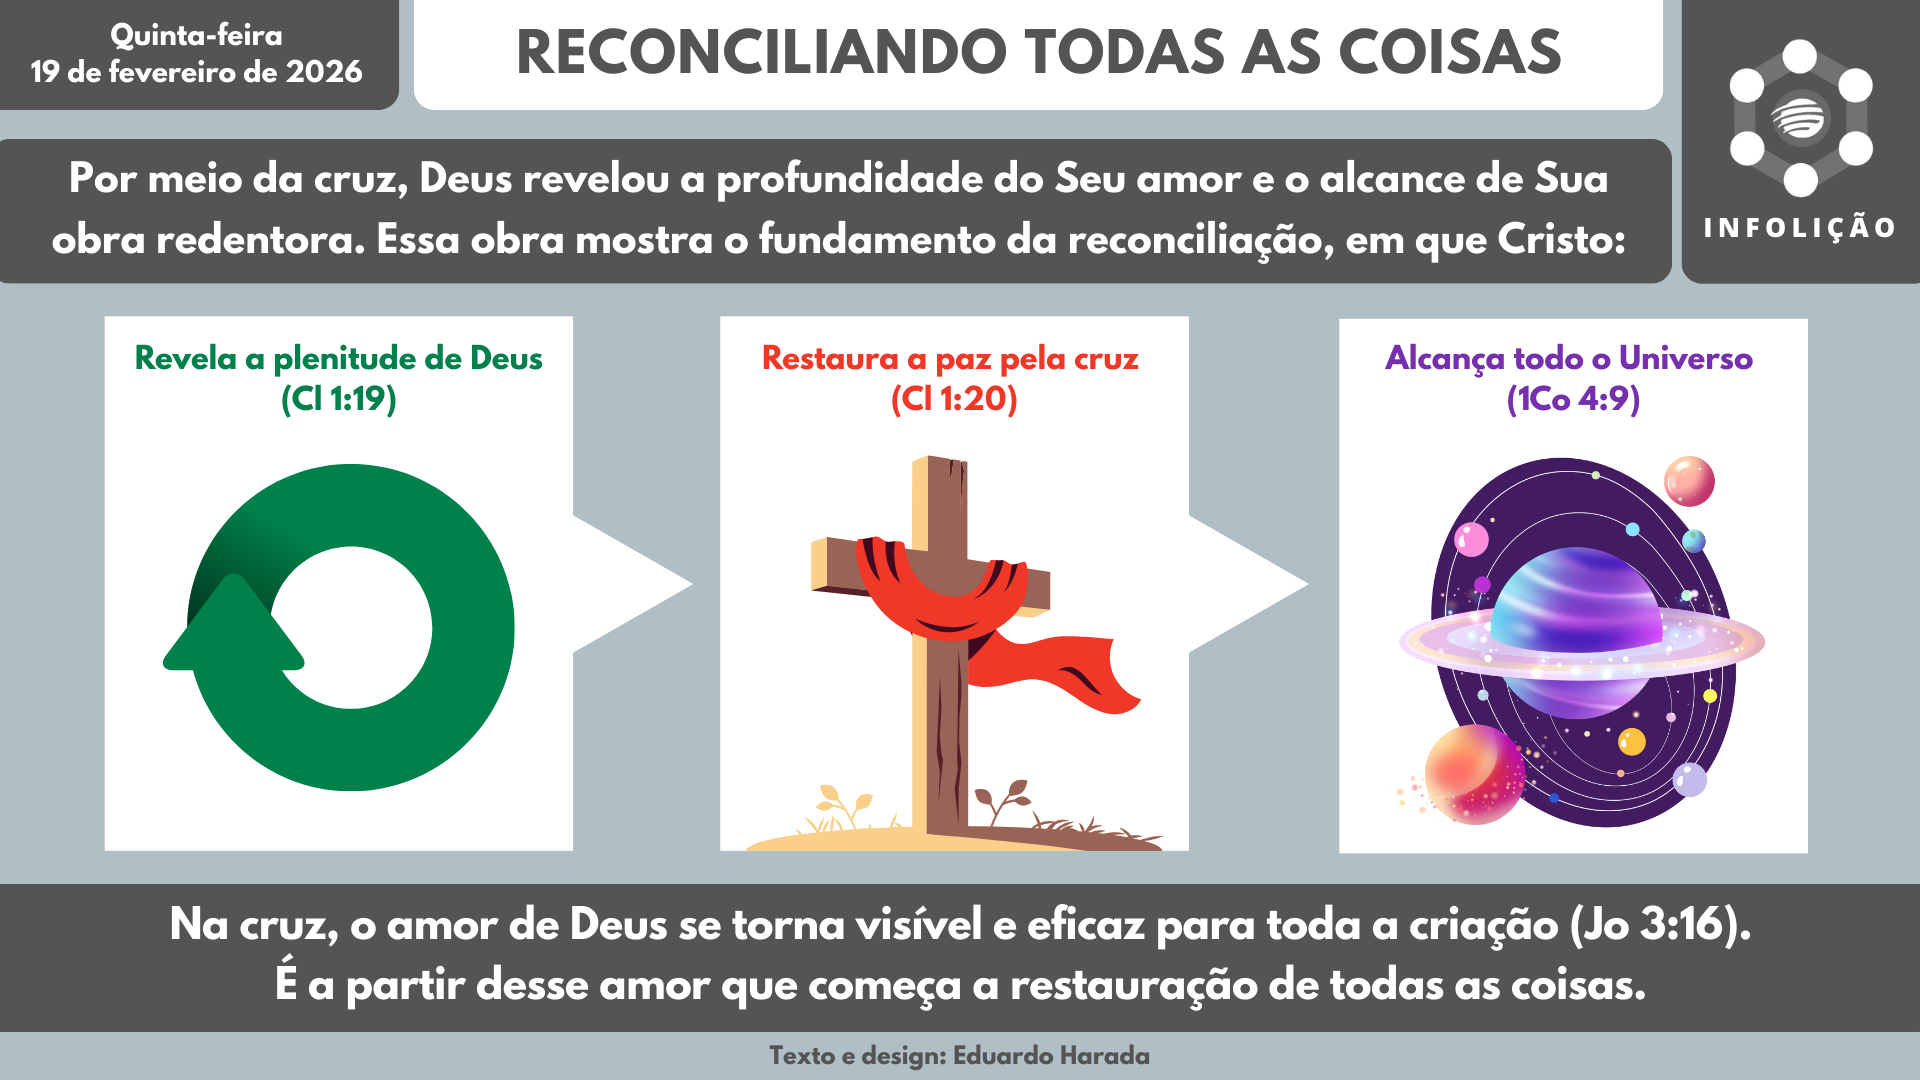 Quinta-feira
19 de fevereiro de 2026
RECONCILIANDO TODAS AS COISAS
INFOLIÇÃO
Por meio da cruz, Deus revelou a profundidade do Seu amor e o alcance de Sua
obra redentora. Essa obra mostra o fundamento da reconciliação, em que Cristo:
Revela a plenitude de Deus
(Cl 1:19)
Restaura a paz pela cruz
(Cl 1:20)
Alcança todo o Universo
(1Co 4:9)
Na cruz, o amor de Deus se torna visível e eficaz para toda a criação (Jo 3:16).
É a partir desse amor que começa a restauração de todas as coisas.
Texto e design: Eduardo Harada